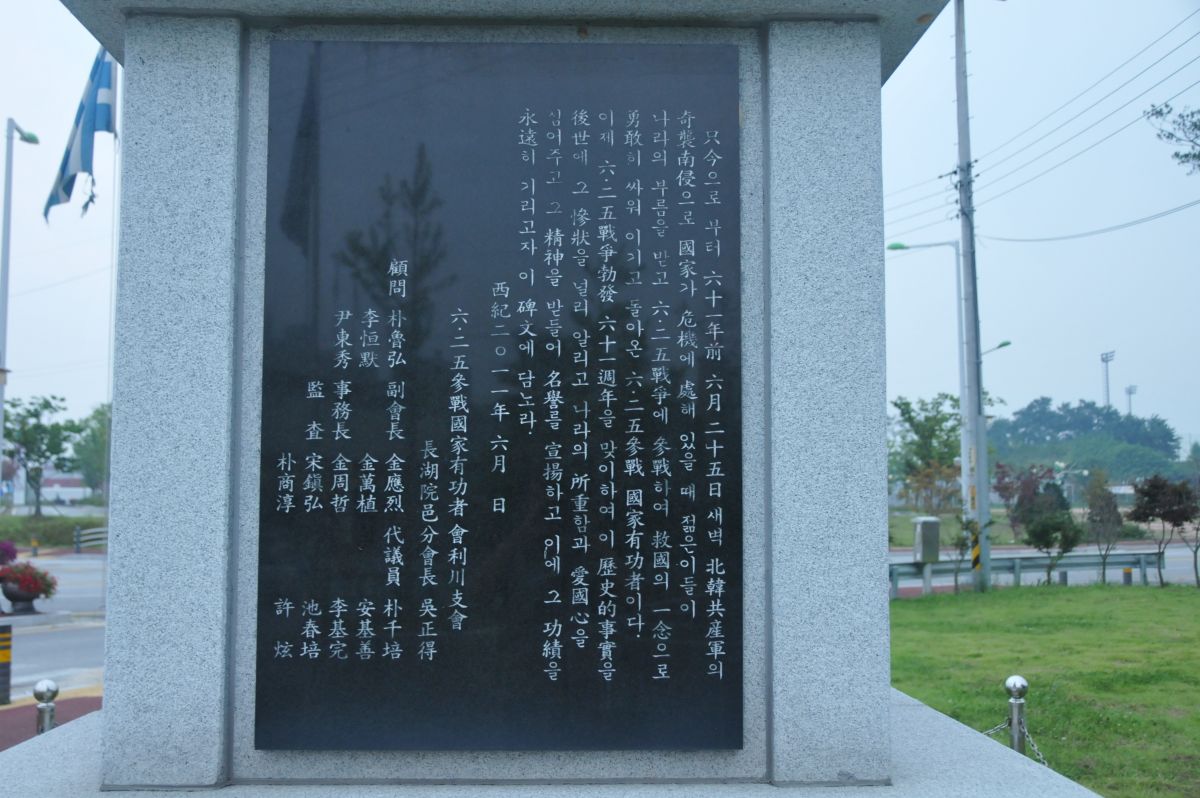 只今으로 부터 六十一年前 六月 二十五日 새벽 北韓共産軍의
奇襲南侵으로 國家가 危機에 處해 있을 때 젊은이들이
나라의 부름을 받고 六·二五戰爭에 參戰하여 救國의 一念으로
勇敢히 싸워 이기고 돌아온 六·二五參戰 國家有功者이다.
이제 六·二五戰爭勃發 六十一週年을 맞이하여 이 歷史的事實을
後世에 그 慘狀을 널리 알리고 나라의 所重함과 愛國心을
심어주고 그 精神을 받들어 名譽를 宣揚하고 이에 그 功績을
永遠히 기리고자 이 碑文에 담노라.
西紀二○一一年 六月 日
六·二五參戰國家有功者會利川支會
長湖院邑分會長 吳正得
顧問 朴魯弘 副會長 金應烈 代議員 朴千培
李恒默 金萬植 安基善
尹東秀 事務長 金周哲 李基完
監査 宋鎭弘 池春培
朴商淳 許炫